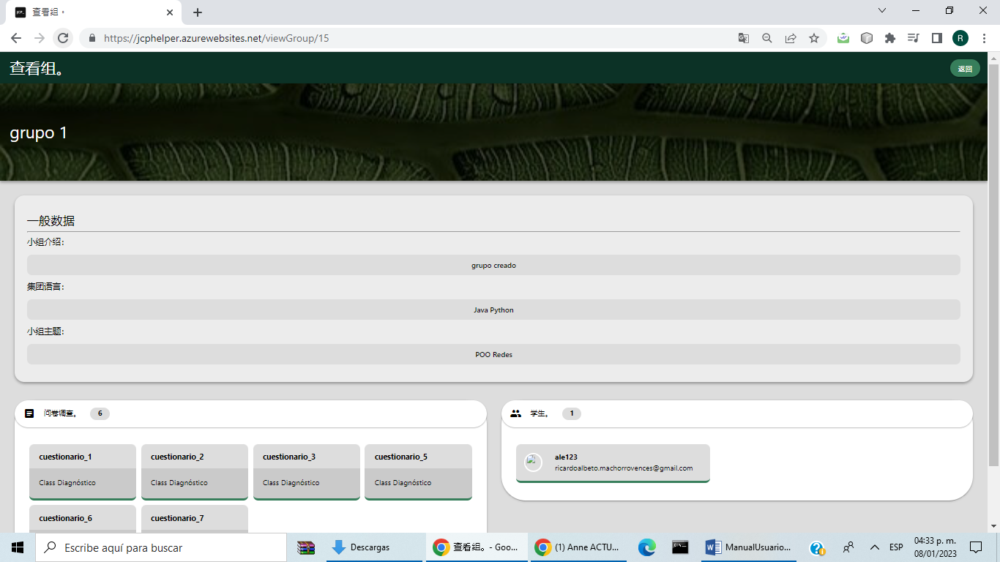 JCP_ 查看组。
https://jcphelper.azurewebsites.net/viewGroup/15
R
查看组。
返回
grupo 1
一般数据
小组介绍:
grupo creado
集团语言:
Java Python
小组主题:
POO Redes
问卷调查。 6
学生。 1
cuestionario_1 cuestionario_2 cuestionario_3 cuestionario_5
Class Diagnóstico Class Diagnóstico Class Diagnóstico Class Diagnóstico
cuestionario_6 cuestionario_7
ale123
ricardoalbeto.machorrovences@gmail.com
Escribe aquí para buscar
Descargas
查看组。- Goo...
(1) Anne ACTU...
ManualUsuario...
ESP
04:33 p. m.
08/01/2023